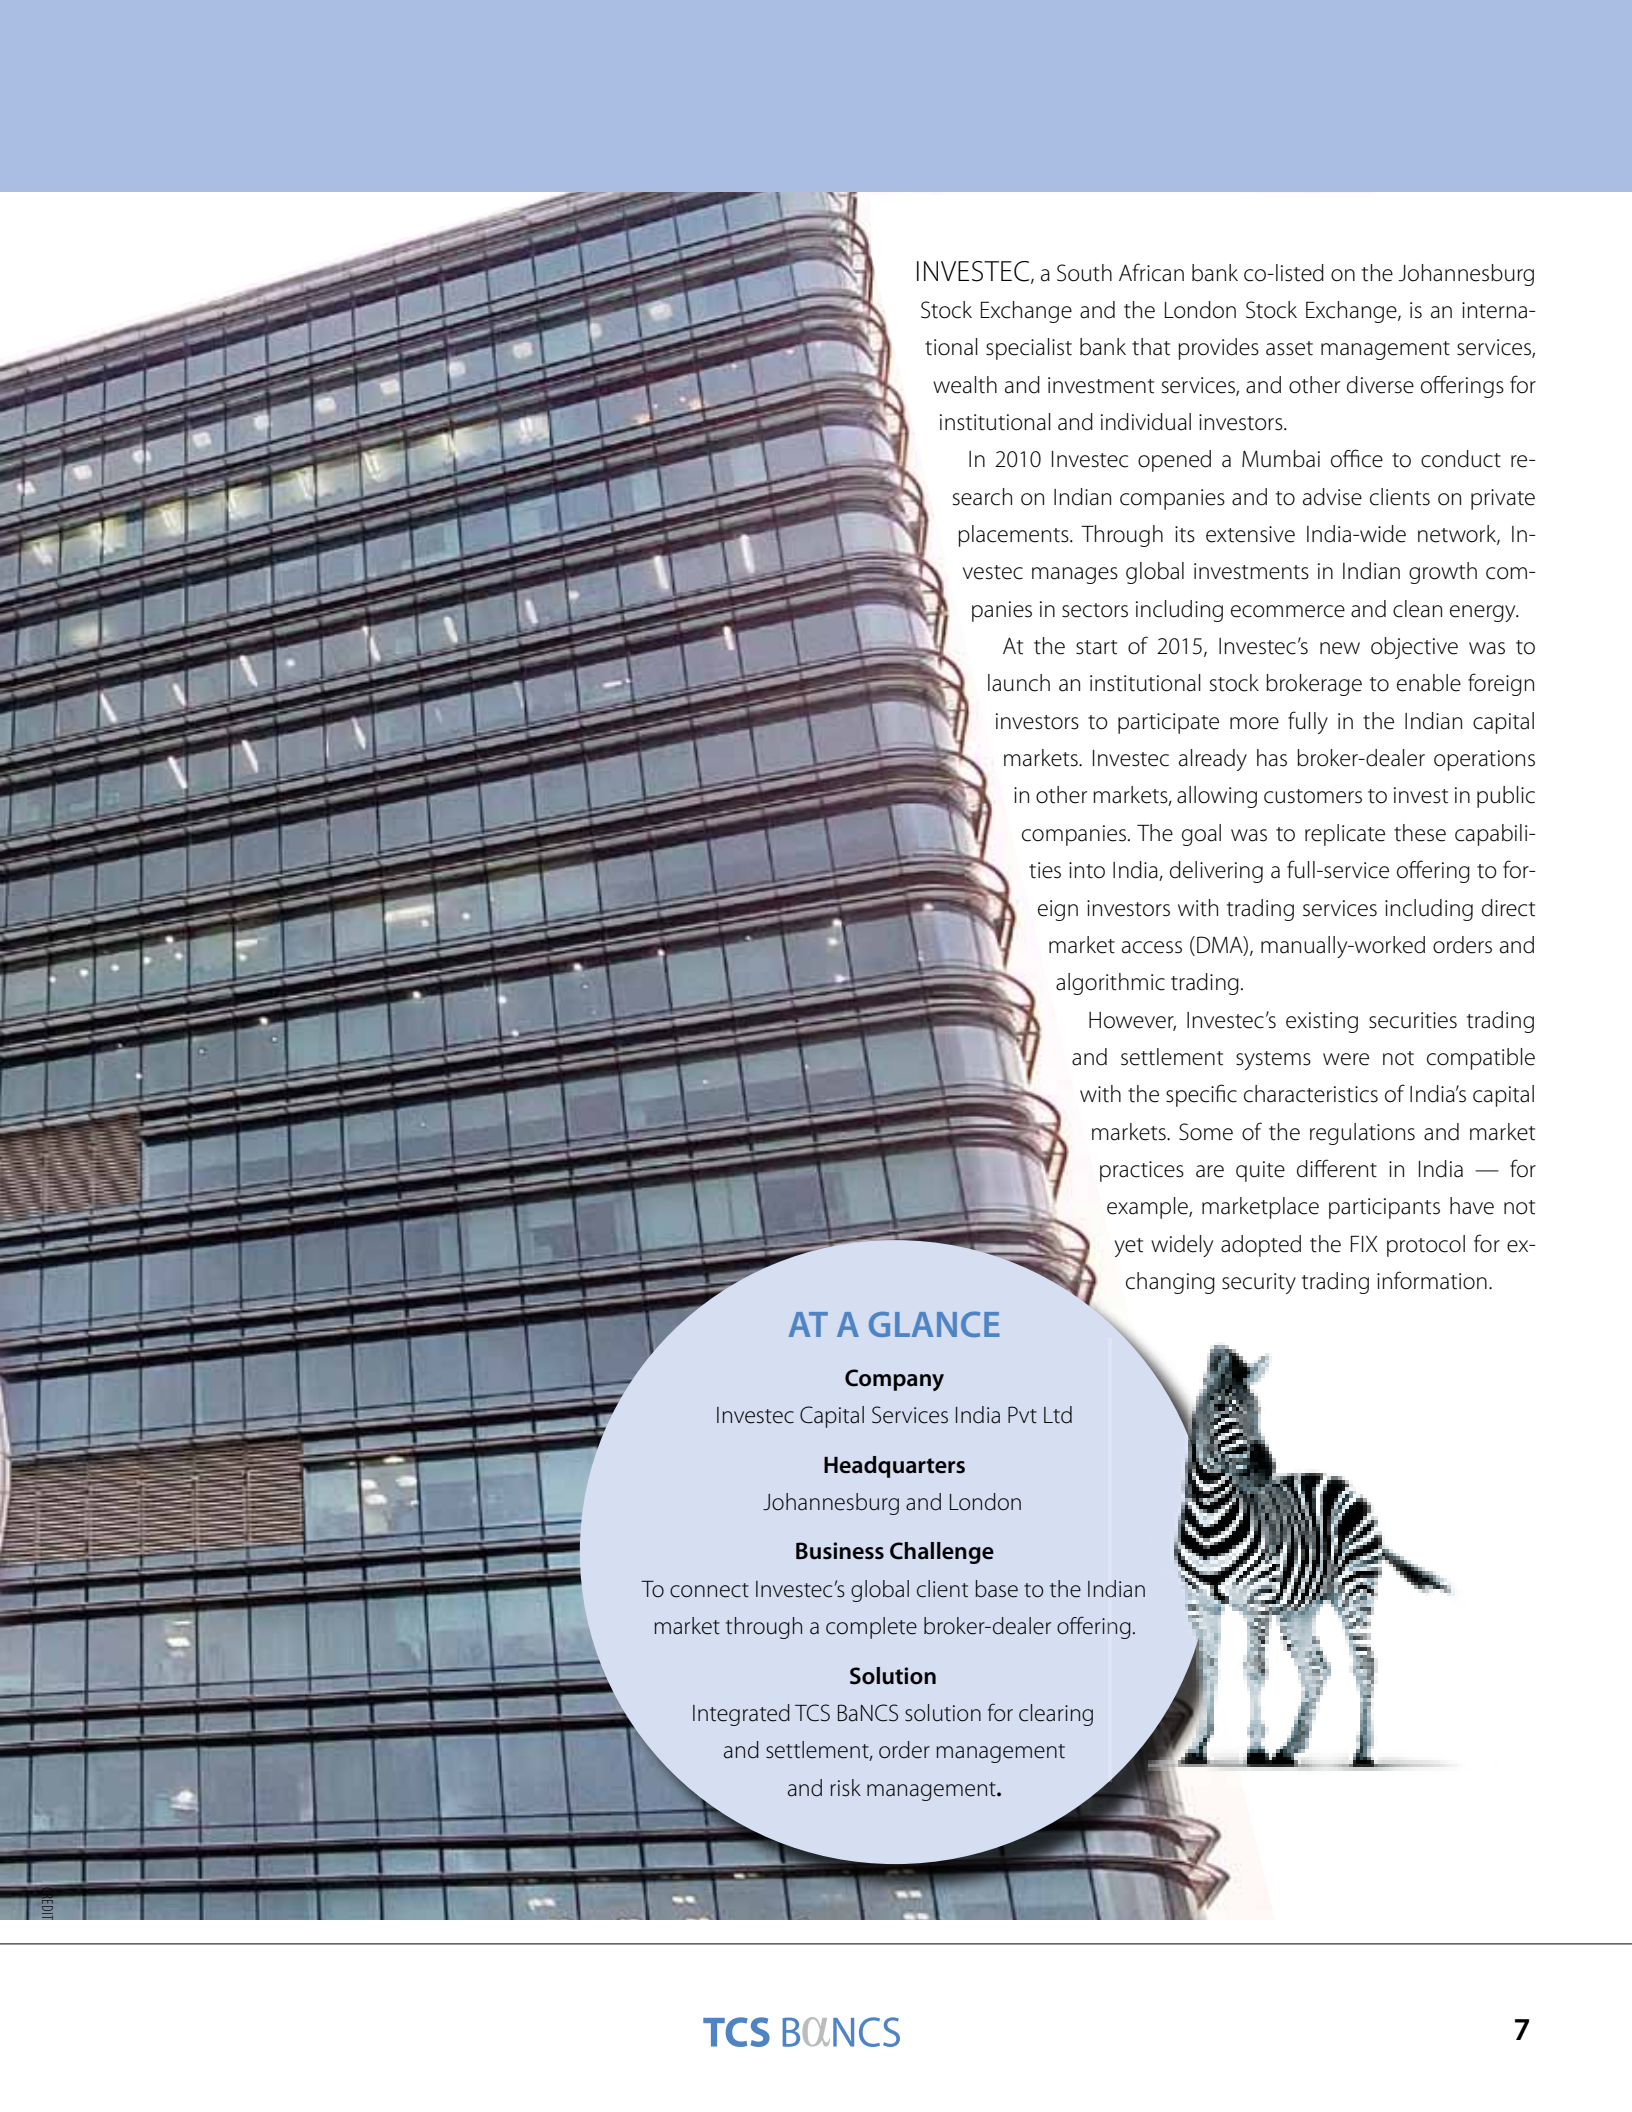 INVESTEC, a South African bank co-listed on the Johannesburg
Stock Exchange and the London Stock Exchange, is an interna-
tional specialist bank that provides asset management services,
wealth and investment services, and other diverse offerings for
institutional and individual investors.
In 2010 Investec opened a Mumbai office to conduct re-
search on Indian companies and to advise clients on private
placements. Through its extensive India-wide network, In-
vestec manages global investments in Indian growth com-
panies in sectors including ecommerce and clean energy.
At the start of 2015, Investec’s new objective was to
launch an institutional stock brokerage to enable foreign
investors to participate more fully in the Indian capital
markets. Investec already has broker-dealer operations
in other markets, allowing customers to invest in public
companies. The goal was to replicate these capabili-
ties into India, delivering a full-service offering to for-
eign investors with trading services including direct
market access (DMA), manually-worked orders and
algorithmic trading.
However, Investec’s existing securities trading
and settlement systems were not compatible
with the specific characteristics of India’s capital
markets. Some of the regulations and market
practices are quite different in India — for
example, marketplace participants have not
yet widely adopted the FIX protocol for ex-
changing security trading information.
AT A GLANCE
Company
Investec Capital Services India Pvt Ltd
Headquarters
Johannesburg and London
Business Challenge
To connect Investec’s global client base to the Indian
market through a complete broker-dealer offering.
Solution
Integrated TCS BaNCS solution for clearing
and settlement, order management
and risk management.
CREDIT
TCS BaNCS
7